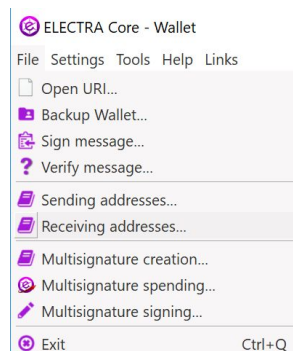 ELECTRA Core - Wallet
File Settings Tools Help Links
Open URI...
Backup Wallet...
Sign message...
Verify message...
Sending addresses...
Receiving addresses...
Multisignature creation...
Multisignature spending...
Multisignature signing...
Exit Ctrl+Q